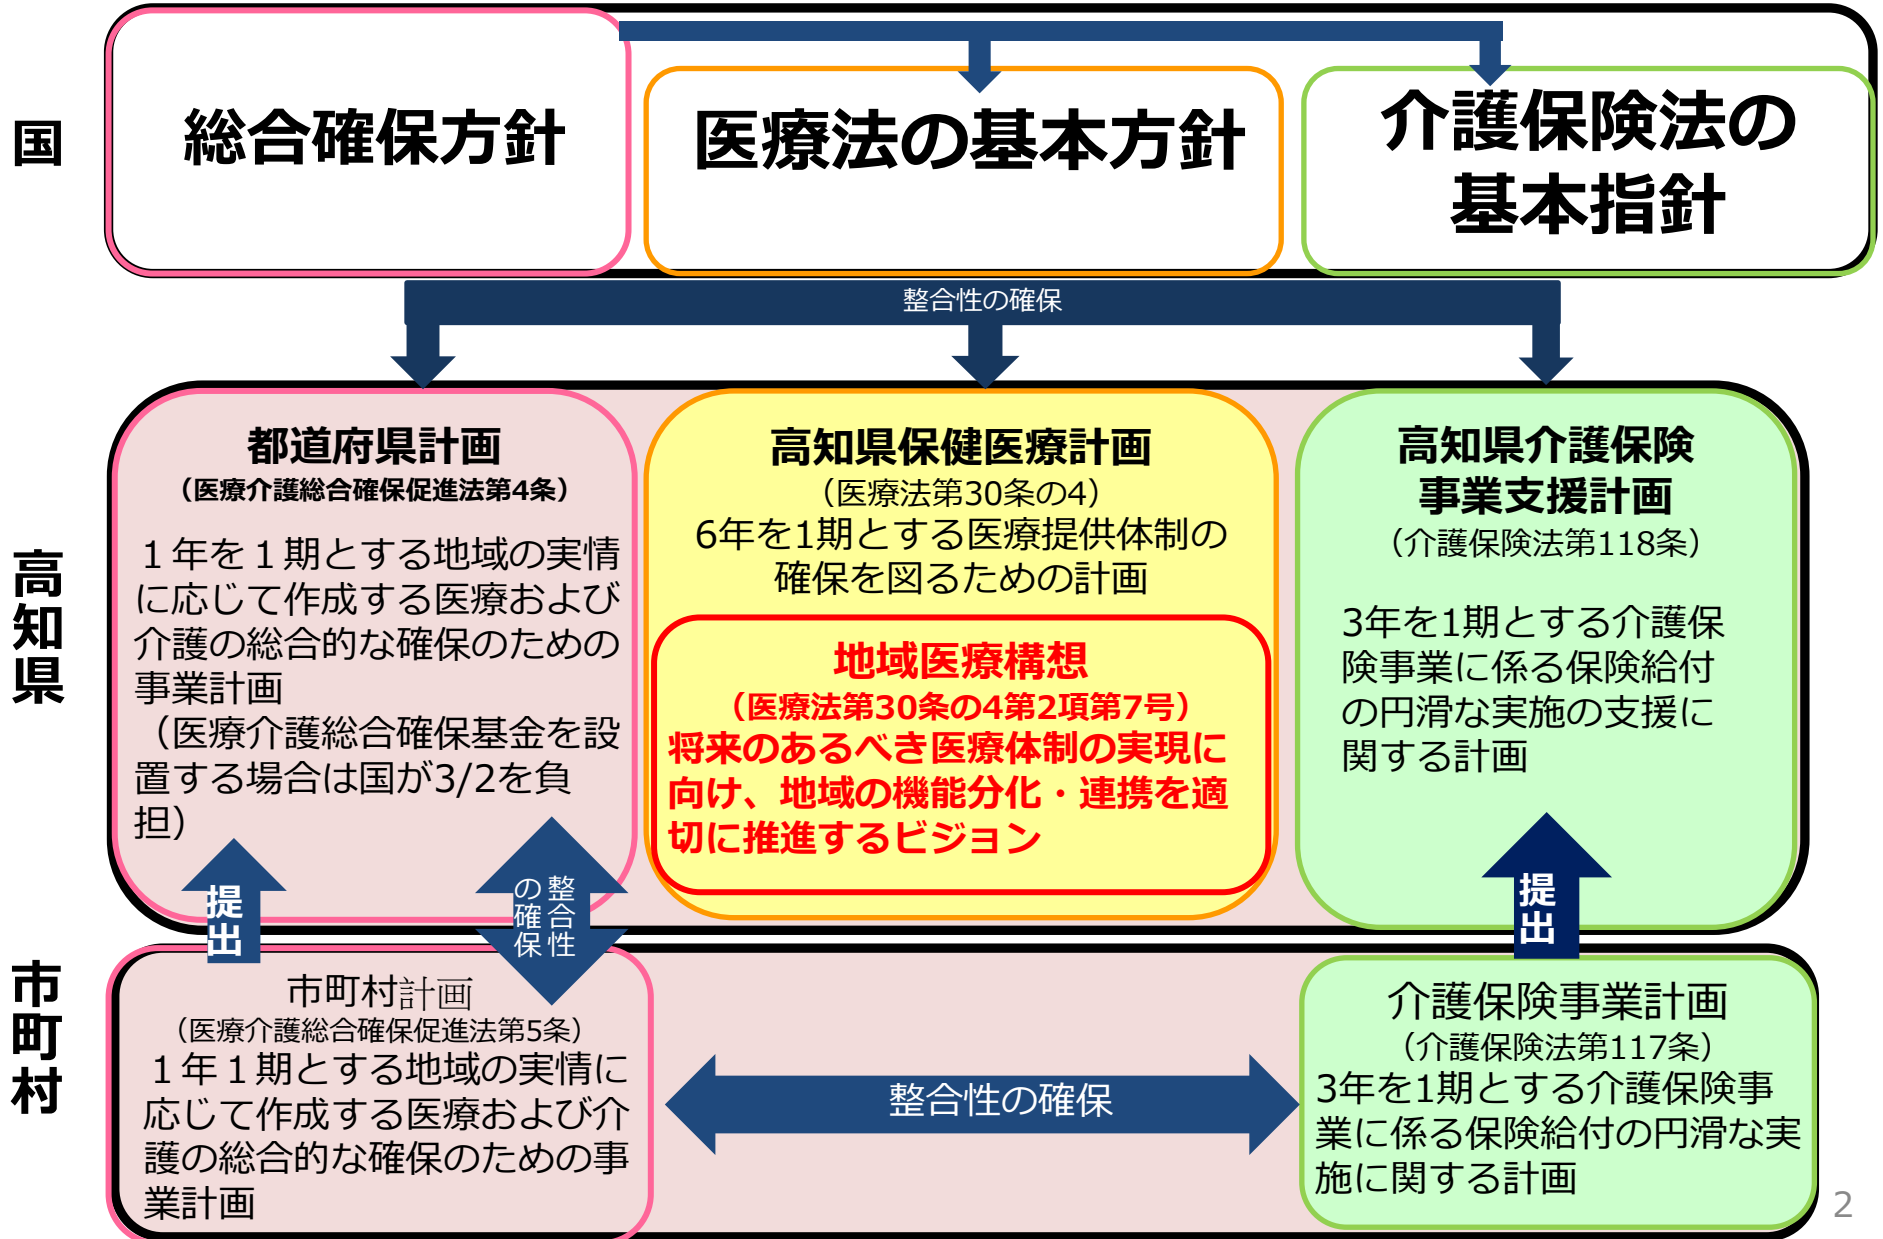 国
総合確保方針
医療法の基本方針
介護保険法の
基本指針
整合性の確保
高知県
都道府県計画
（医療介護総合確保促進法第4条）
１年を１期とする地域の実情
に応じて作成する医療および
介護の総合的な確保のための
事業計画
（医療介護総合確保基金を設
置する場合は国が3/2を負
担）
高知県保健医療計画
（医療法第30条の4）
6年を1期とする医療提供体制の
確保を図るための計画
地域医療構想
（医療法第30条の4第2項第7号）
将来のあるべき医療体制の実現に
向け、地域の機能分化・連携を適
切に推進するビジョン
高知県介護保険
事業支援計画
（介護保険法第118条）
3年を1期とする介護保
険事業に係る保険給付
の円滑な実施の支援に
関する計画
提出
整合性
の確保
提出
市町村
市町村計画
（医療介護総合確保促進法第5条）
１年１期とする地域の実情に
応じて作成する医療および介
護の総合的な確保のための事
業計画
整合性の確保
介護保険事業計画
（介護保険法第117条）
3年を1期とする介護保険事
業に係る保険給付の円滑な実
施に関する計画
2